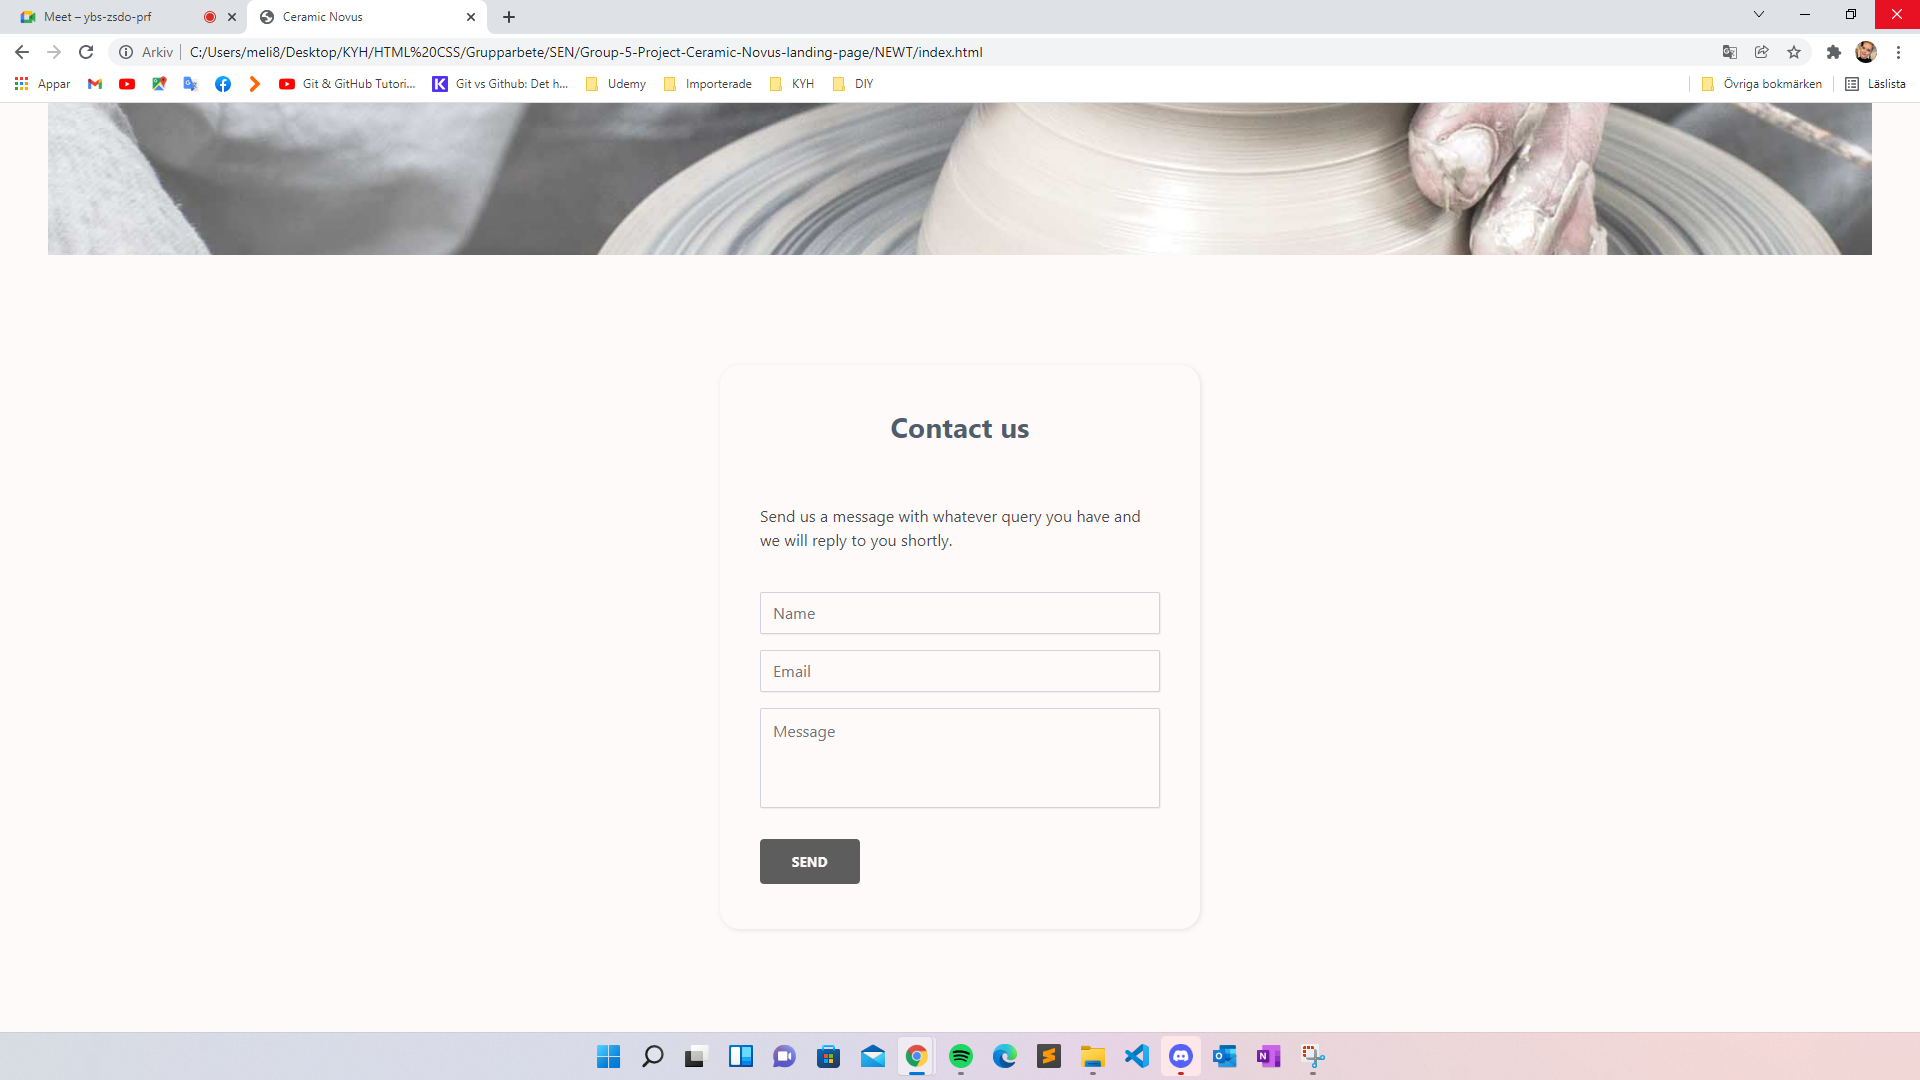 Meet – ybs-zsdo-prf
Ceramic Novus
Arkiv
C:/Users/meli8/Desktop/KYH/HTML%20CSS/Grupparbete/SEN/Group-5-Project-Ceramic-Novus-landing-page/NEWT/index.html
Appar
Git & GitHub Tutori...
Git vs Github: Det h...
Udemy
Importerade
KYH
DIY
Övriga bokmärken
Läslista
Contact us
Send us a message with whatever query you have and
we will reply to you shortly.
Name
Email
Message
SEND